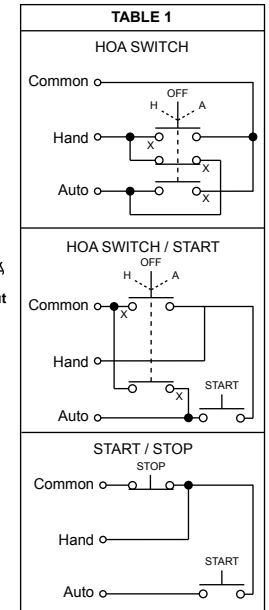 TABLE 1
HOA SWITCH
Common
OFF
H
A
Hand
X
X
X
Auto
X
HOA SWITCH / START
OFF
H
A
Common
X
Hand
START
X
Auto
START / STOP
STOP
Common
Hand
START
Auto